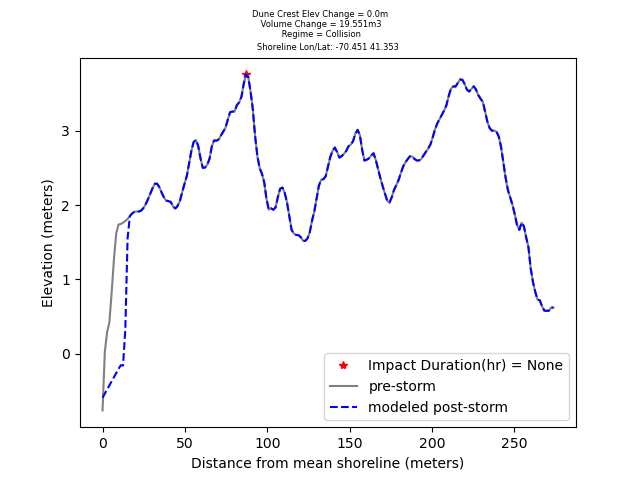 Dune Crest Elev Change = 0.0m
Volume Change = 19.551m3
Regime = Collision
Shoreline Lon/Lat: -70.451 41.353
Elevation (meters)
3
2
1
0
Impact Duration(hr) = None
pre-storm
modeled post-storm
0 50 100 150 200 250
Distance from mean shoreline (meters)